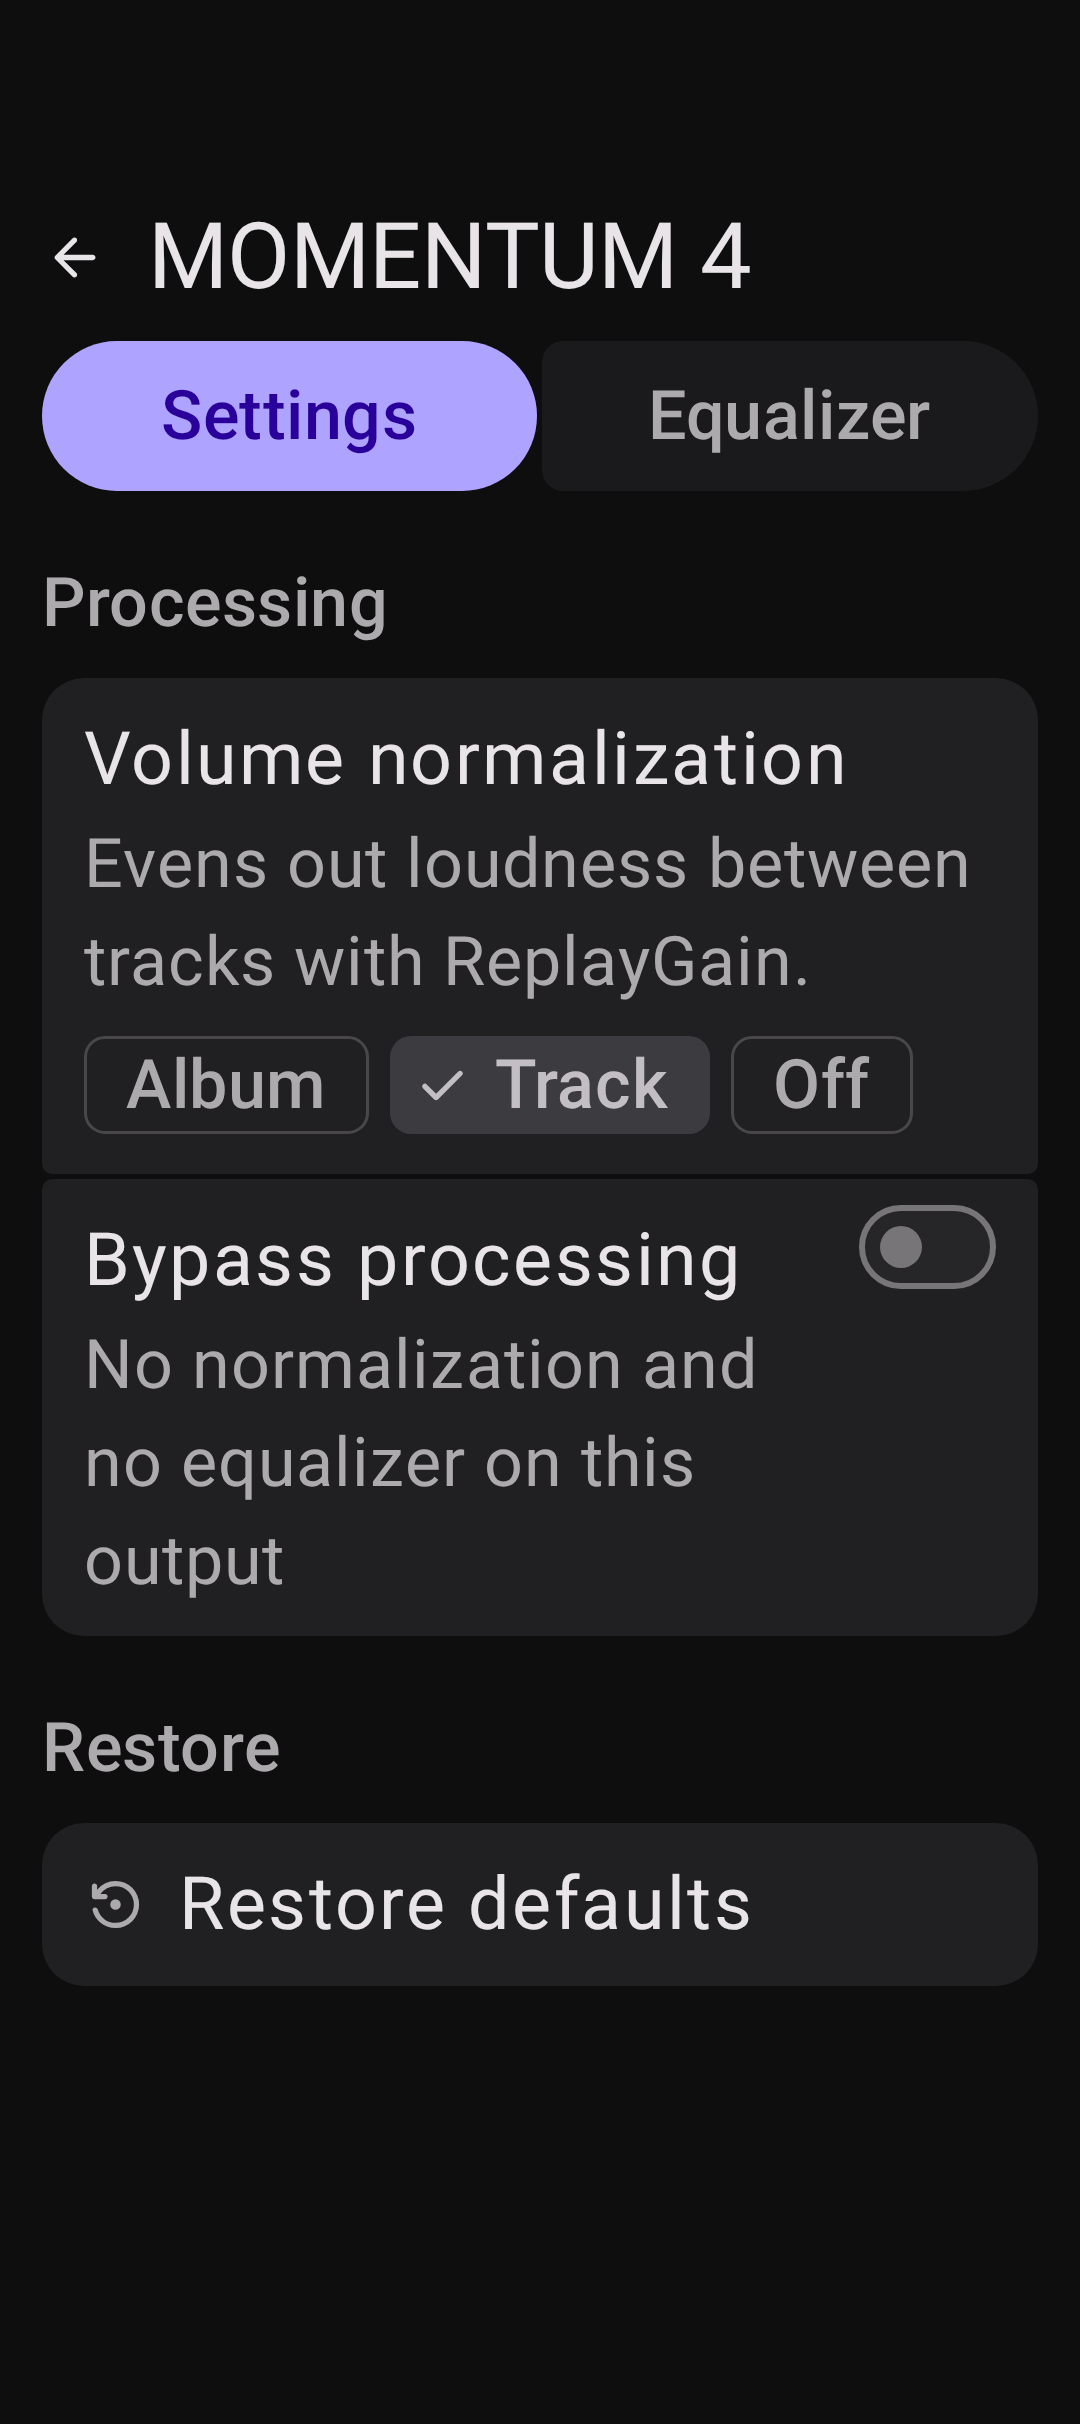 MOMENTUM 4
Settings
Equalizer
Processing
Volume normalization
Evens out loudness between
tracks with ReplayGain.
Album
Track
Off
Bypass processing
No normalization and
no equalizer on this
output
Restore
Restore defaults